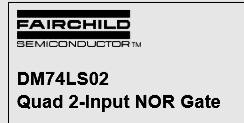 FAIRCHILD
SEMICONDUCTOR™
DM74LS02
Quad 2-Input NOR Gate